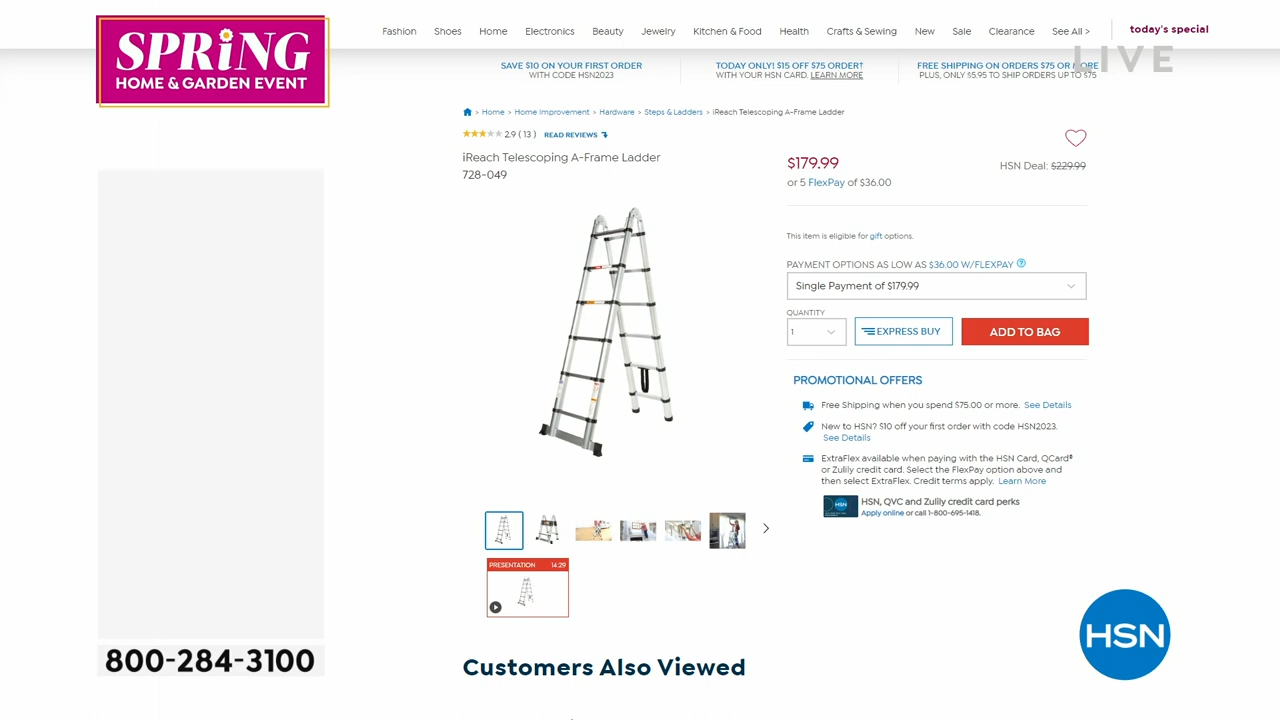 SPRING
HOME & GARDEN EVENT
Fashion Shoes Home Electronics Beauty Jewelry Kitchen & Food Health Crafts & Sewing New Sale Clearance See All > today's special
LIVE
SAVE $10 ON YOUR FIRST ORDER
WITH CODE HSN2023
TODAY ONLY! $15 OFF $75 ORDER†
WITH YOUR HSN CARD. LEARN MORE
FREE SHIPPING ON ORDERS $75 OR MORE
PLUS, ONLY $5.95 TO SHIP ORDERS UP TO $75
> Home > Home Improvement > Hardware > Steps & Ladders > iReach Telescoping A-Frame Ladder
2.9 ( 13 ) READ REVIEWS
iReach Telescoping A-Frame Ladder
728-049
$179.99
HSN Deal: $229.99
or 5 FlexPay of $36.00
This item is eligible for gift options.
PAYMENT OPTIONS AS LOW AS $36.00 W/FLEXPAY ?
Single Payment of $179.99
QUANTITY
1
EXPRESS BUY
ADD TO BAG
PROMOTIONAL OFFERS
Free Shipping when you spend $75.00 or more. See Details
New to HSN? $10 off your first order with code HSN2023.
See Details
ExtraFlex available when paying with the HSN Card, QCard®
or Zulily credit card. Select the FlexPay option above and
then select ExtraFlex. Credit terms apply. Learn More
HSN
HSN, QVC and Zulily credit card perks
Apply online or call 1-800-695-1418.
PRESENTATION 14:29
HSN
800-284-3100
Customers Also Viewed